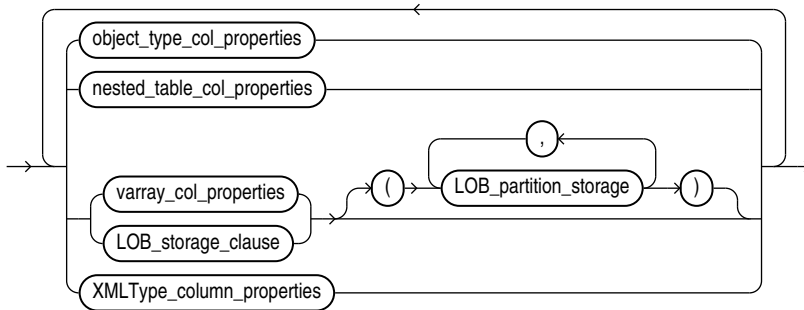 object_type_col_properties
nested_table_col_properties
,
varray_col_properties ( LOB_partition_storage )
LOB_storage_clause
XMLType_column_properties